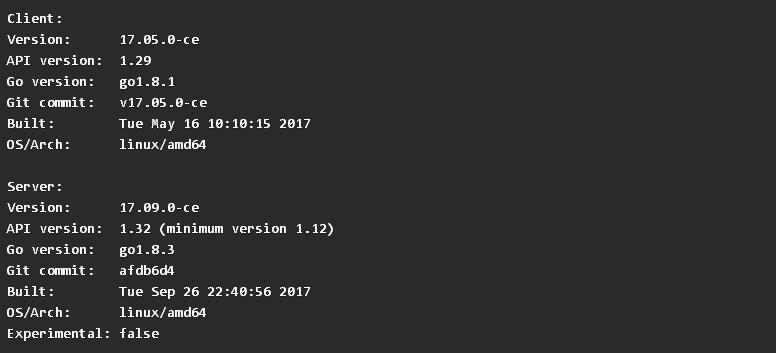 Client:
Version:      17.05.0-ce
API version:  1.29
Go version:   go1.8.1
Git commit:   v17.05.0-ce
Built:        Tue May 16 10:10:15 2017
OS/Arch:      linux/amd64

Server:
Version:      17.09.0-ce
API version:  1.32 (minimum version 1.12)
Go version:   go1.8.3
Git commit:   afdb6d4
Built:        Tue Sep 26 22:40:56 2017
OS/Arch:      linux/amd64
Experimental: false